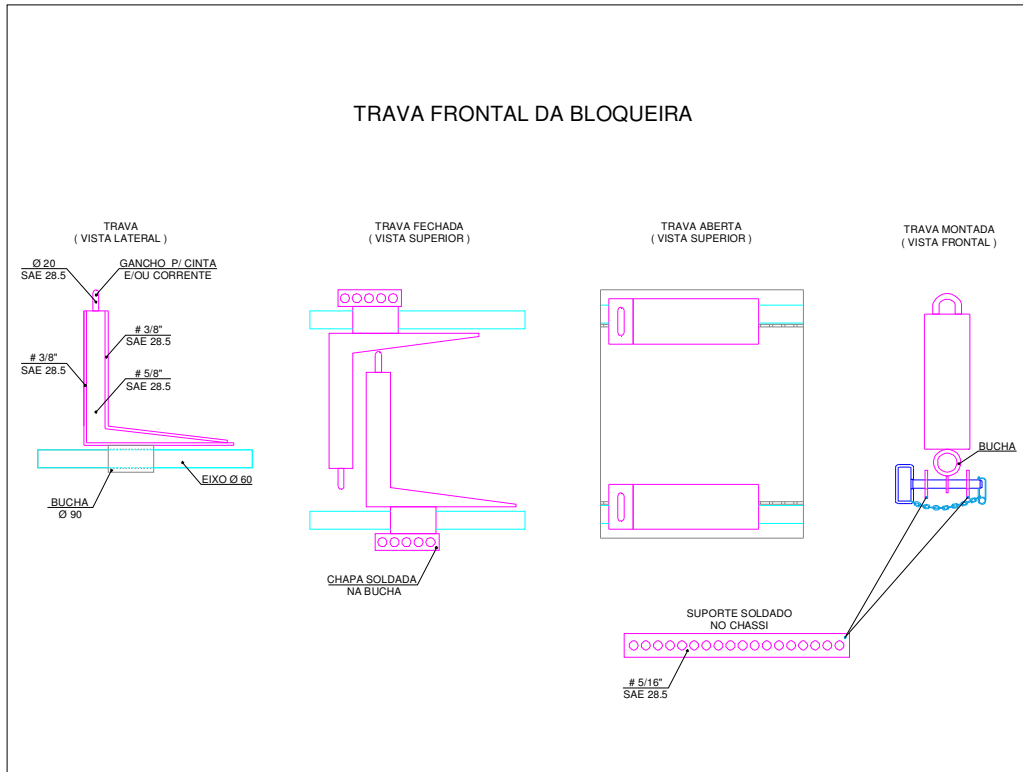 TRAVA FRONTAL DA BLOQUEIRA
TRAVA
( VISTA LATERAL )
Ø 20
SAE 28.5
GANCHO P/ CINTA
E/OU CORRENTE
# 3/8"
SAE 28.5
# 3/8"
SAE 28.5
# 5/8"
SAE 28.5
EIXO Ø 60
BUCHA
Ø 90
TRAVA FECHADA
( VISTA SUPERIOR )
CHAPA SOLDADA
NA BUCHA
TRAVA ABERTA
( VISTA SUPERIOR )
TRAVA MONTADA
( VISTA FRONTAL )
BUCHA
SUPORTE SOLDADO
NO CHASSI
# 5/16"
SAE 28.5